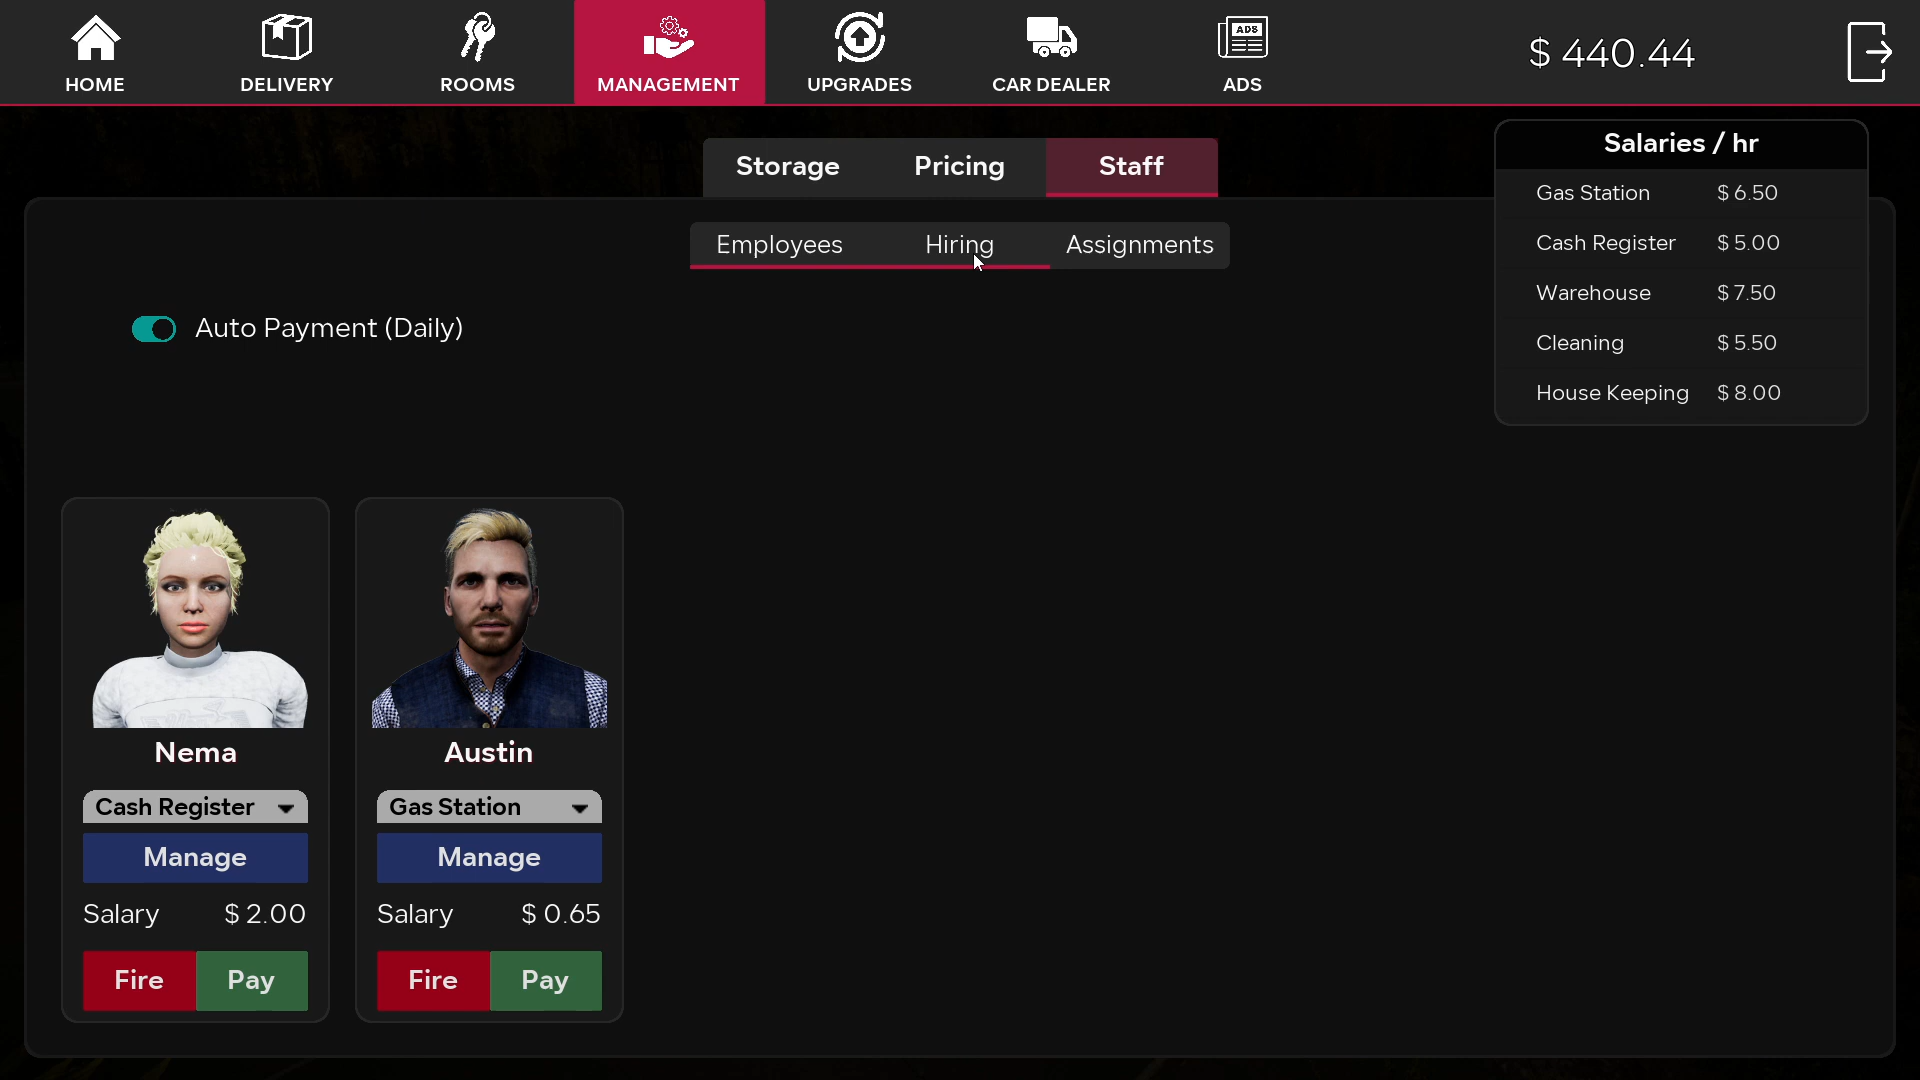 HOME
DELIVERY
ROOMS
MANAGEMENT
UPGRADES
CAR DEALER
ADS
ADS
$ 440.44
Storage
Pricing
Staff
Employees
Hiring
Assignments
Auto Payment (Daily)
Salaries / hr
Gas Station $ 6.50
Cash Register $ 5.00
Warehouse $ 7.50
Cleaning $ 5.50
House Keeping $ 8.00
Nema
Cash Register
Manage
Salary $ 2.00
Fire Pay
Austin
Gas Station
Manage
Salary $ 0.65
Fire Pay